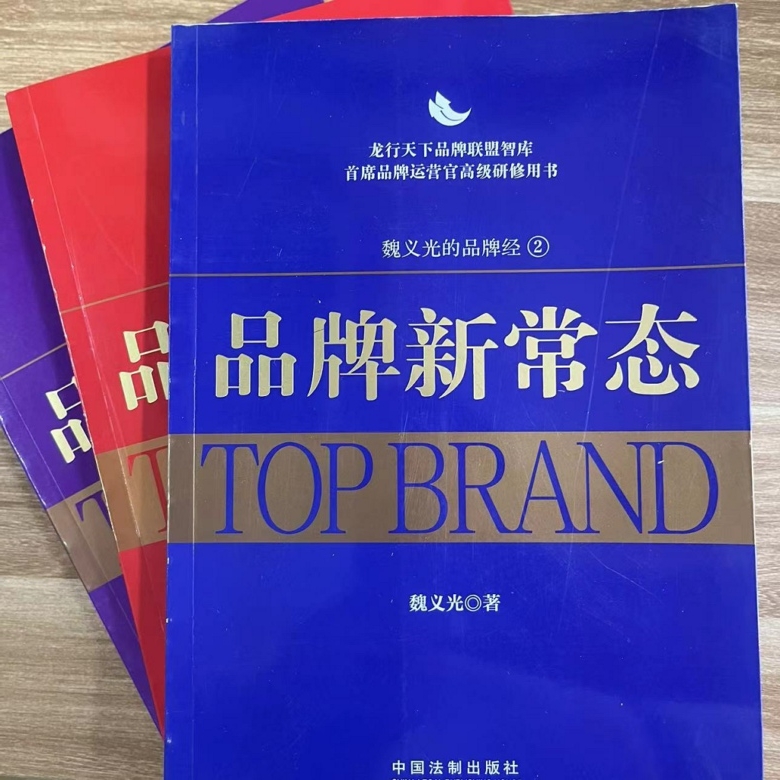 龙行天下品牌联盟智库
首席品牌运营官高级研修用书
魏义光的品牌经②
品牌新常态
TOP BRAND
魏义光◎著
中国法制出版社
品
T
品
T